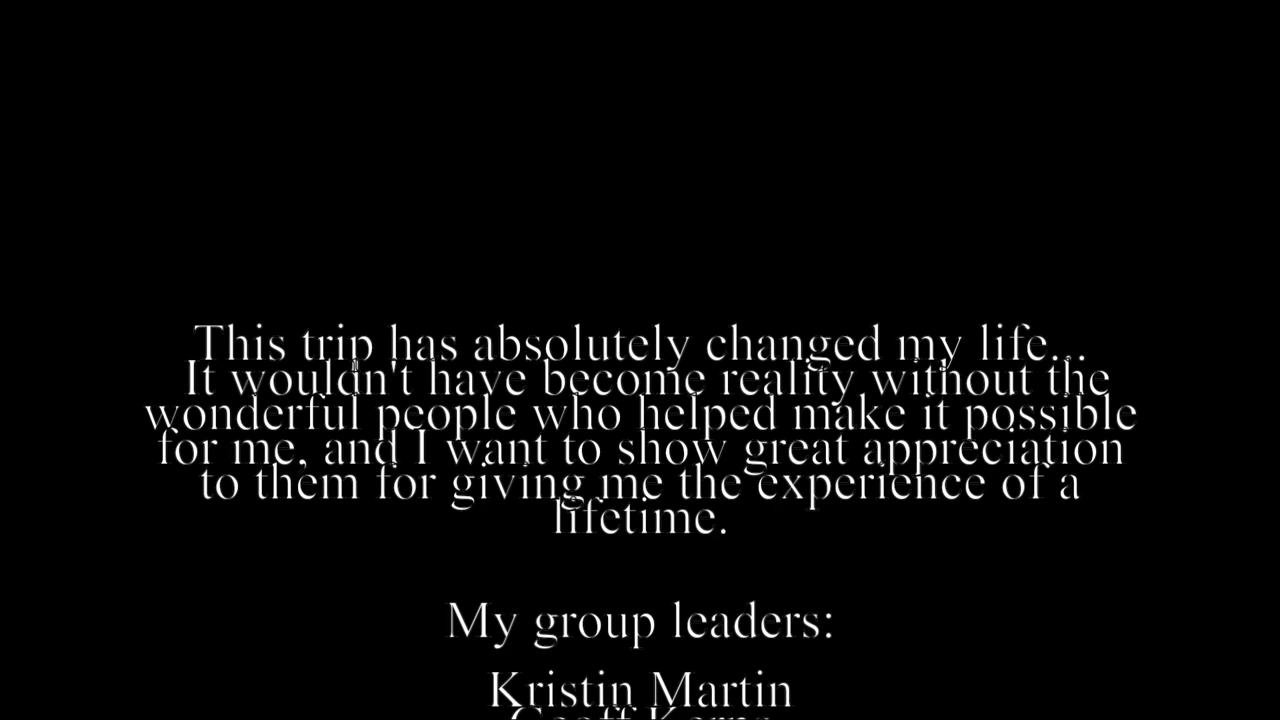 This trip has absolutely changed my life...
It wouldn't have become reality without the
wonderful people who helped make it possible
for me, and I want to show great appreciation
to them for giving me the experience of a
lifetime.
My group leaders:
Kristin Martin